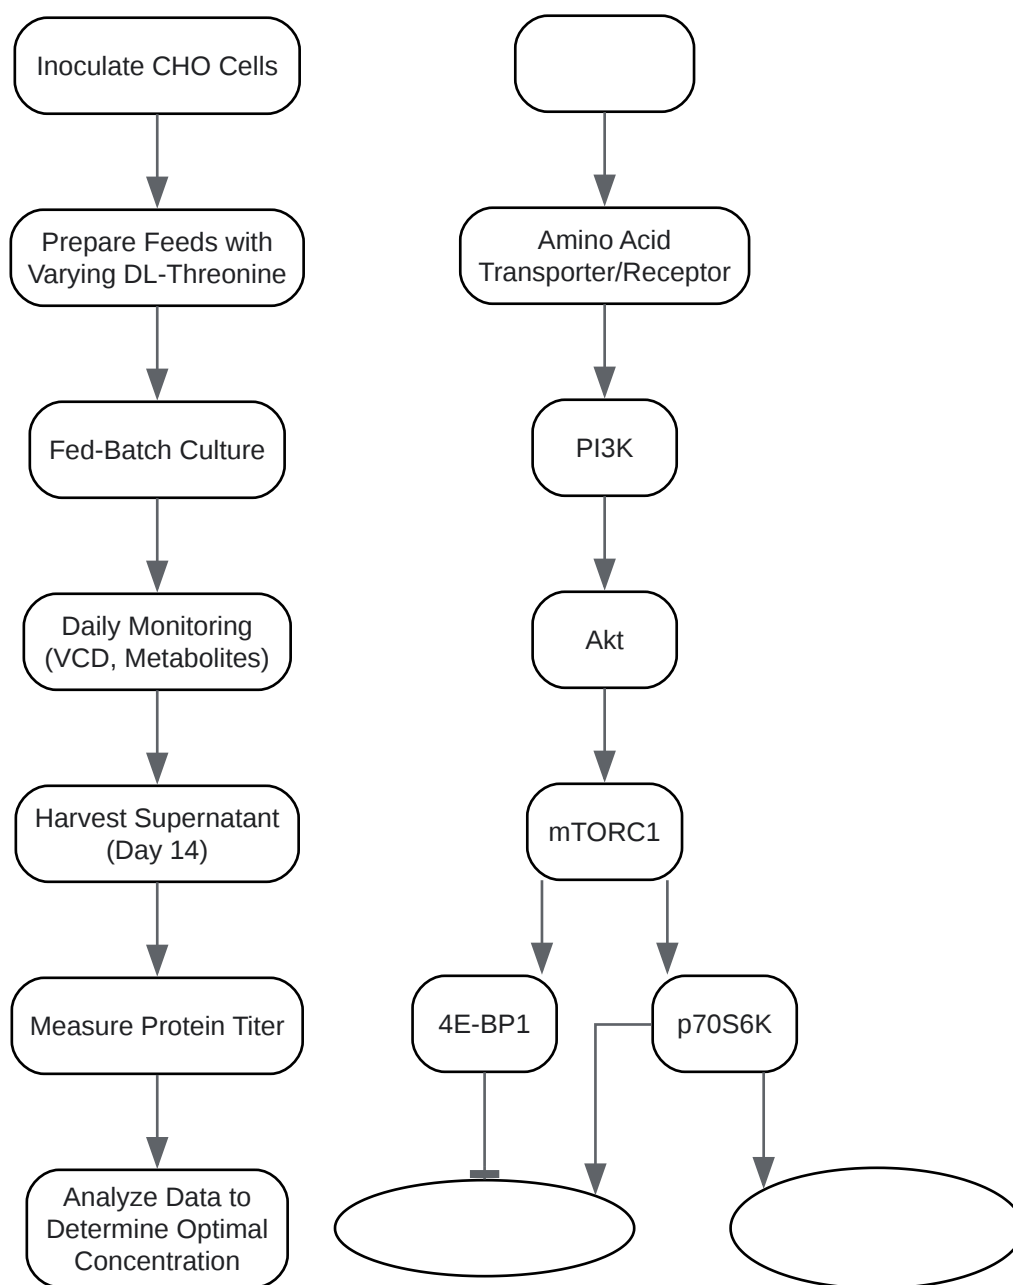 Inoculate CHO Cells
Prepare Feeds with
Varying DL-Threonine
Fed-Batch Culture
Daily Monitoring
(VCD, Metabolites)
Harvest Supernatant
(Day 14)
Measure Protein Titer
Analyze Data to
Determine Optimal
Concentration
Amino Acid
Transporter/Receptor
PI3K
Akt
mTORC1
4E-BP1
p70S6K